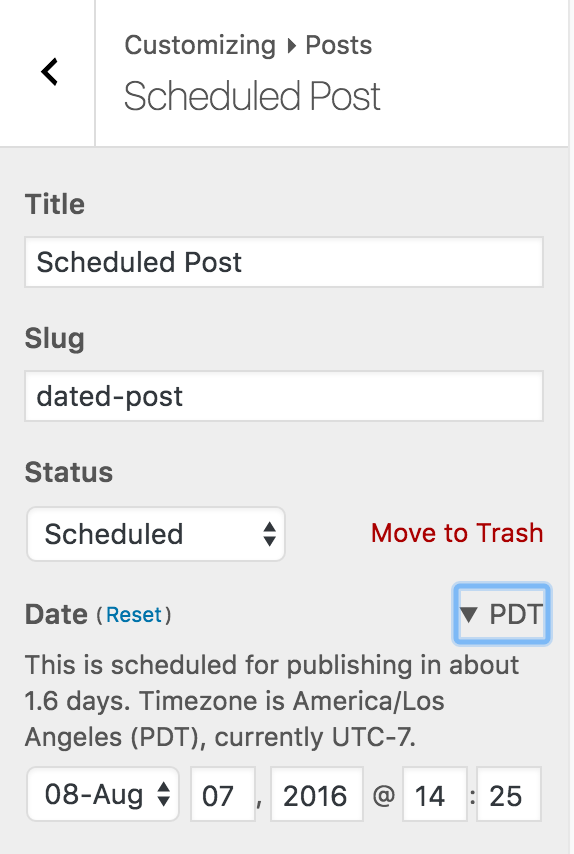 Customizing ▸ Posts
Scheduled Post
Title
Scheduled Post
Slug
dated-post
Status
Scheduled Move to Trash
Date (Reset) ▼ PDT
This is scheduled for publishing in about
1.6 days. Timezone is America/Los
Angeles (PDT), currently UTC-7.
08-Aug 07 , 2016 @ 14 : 25